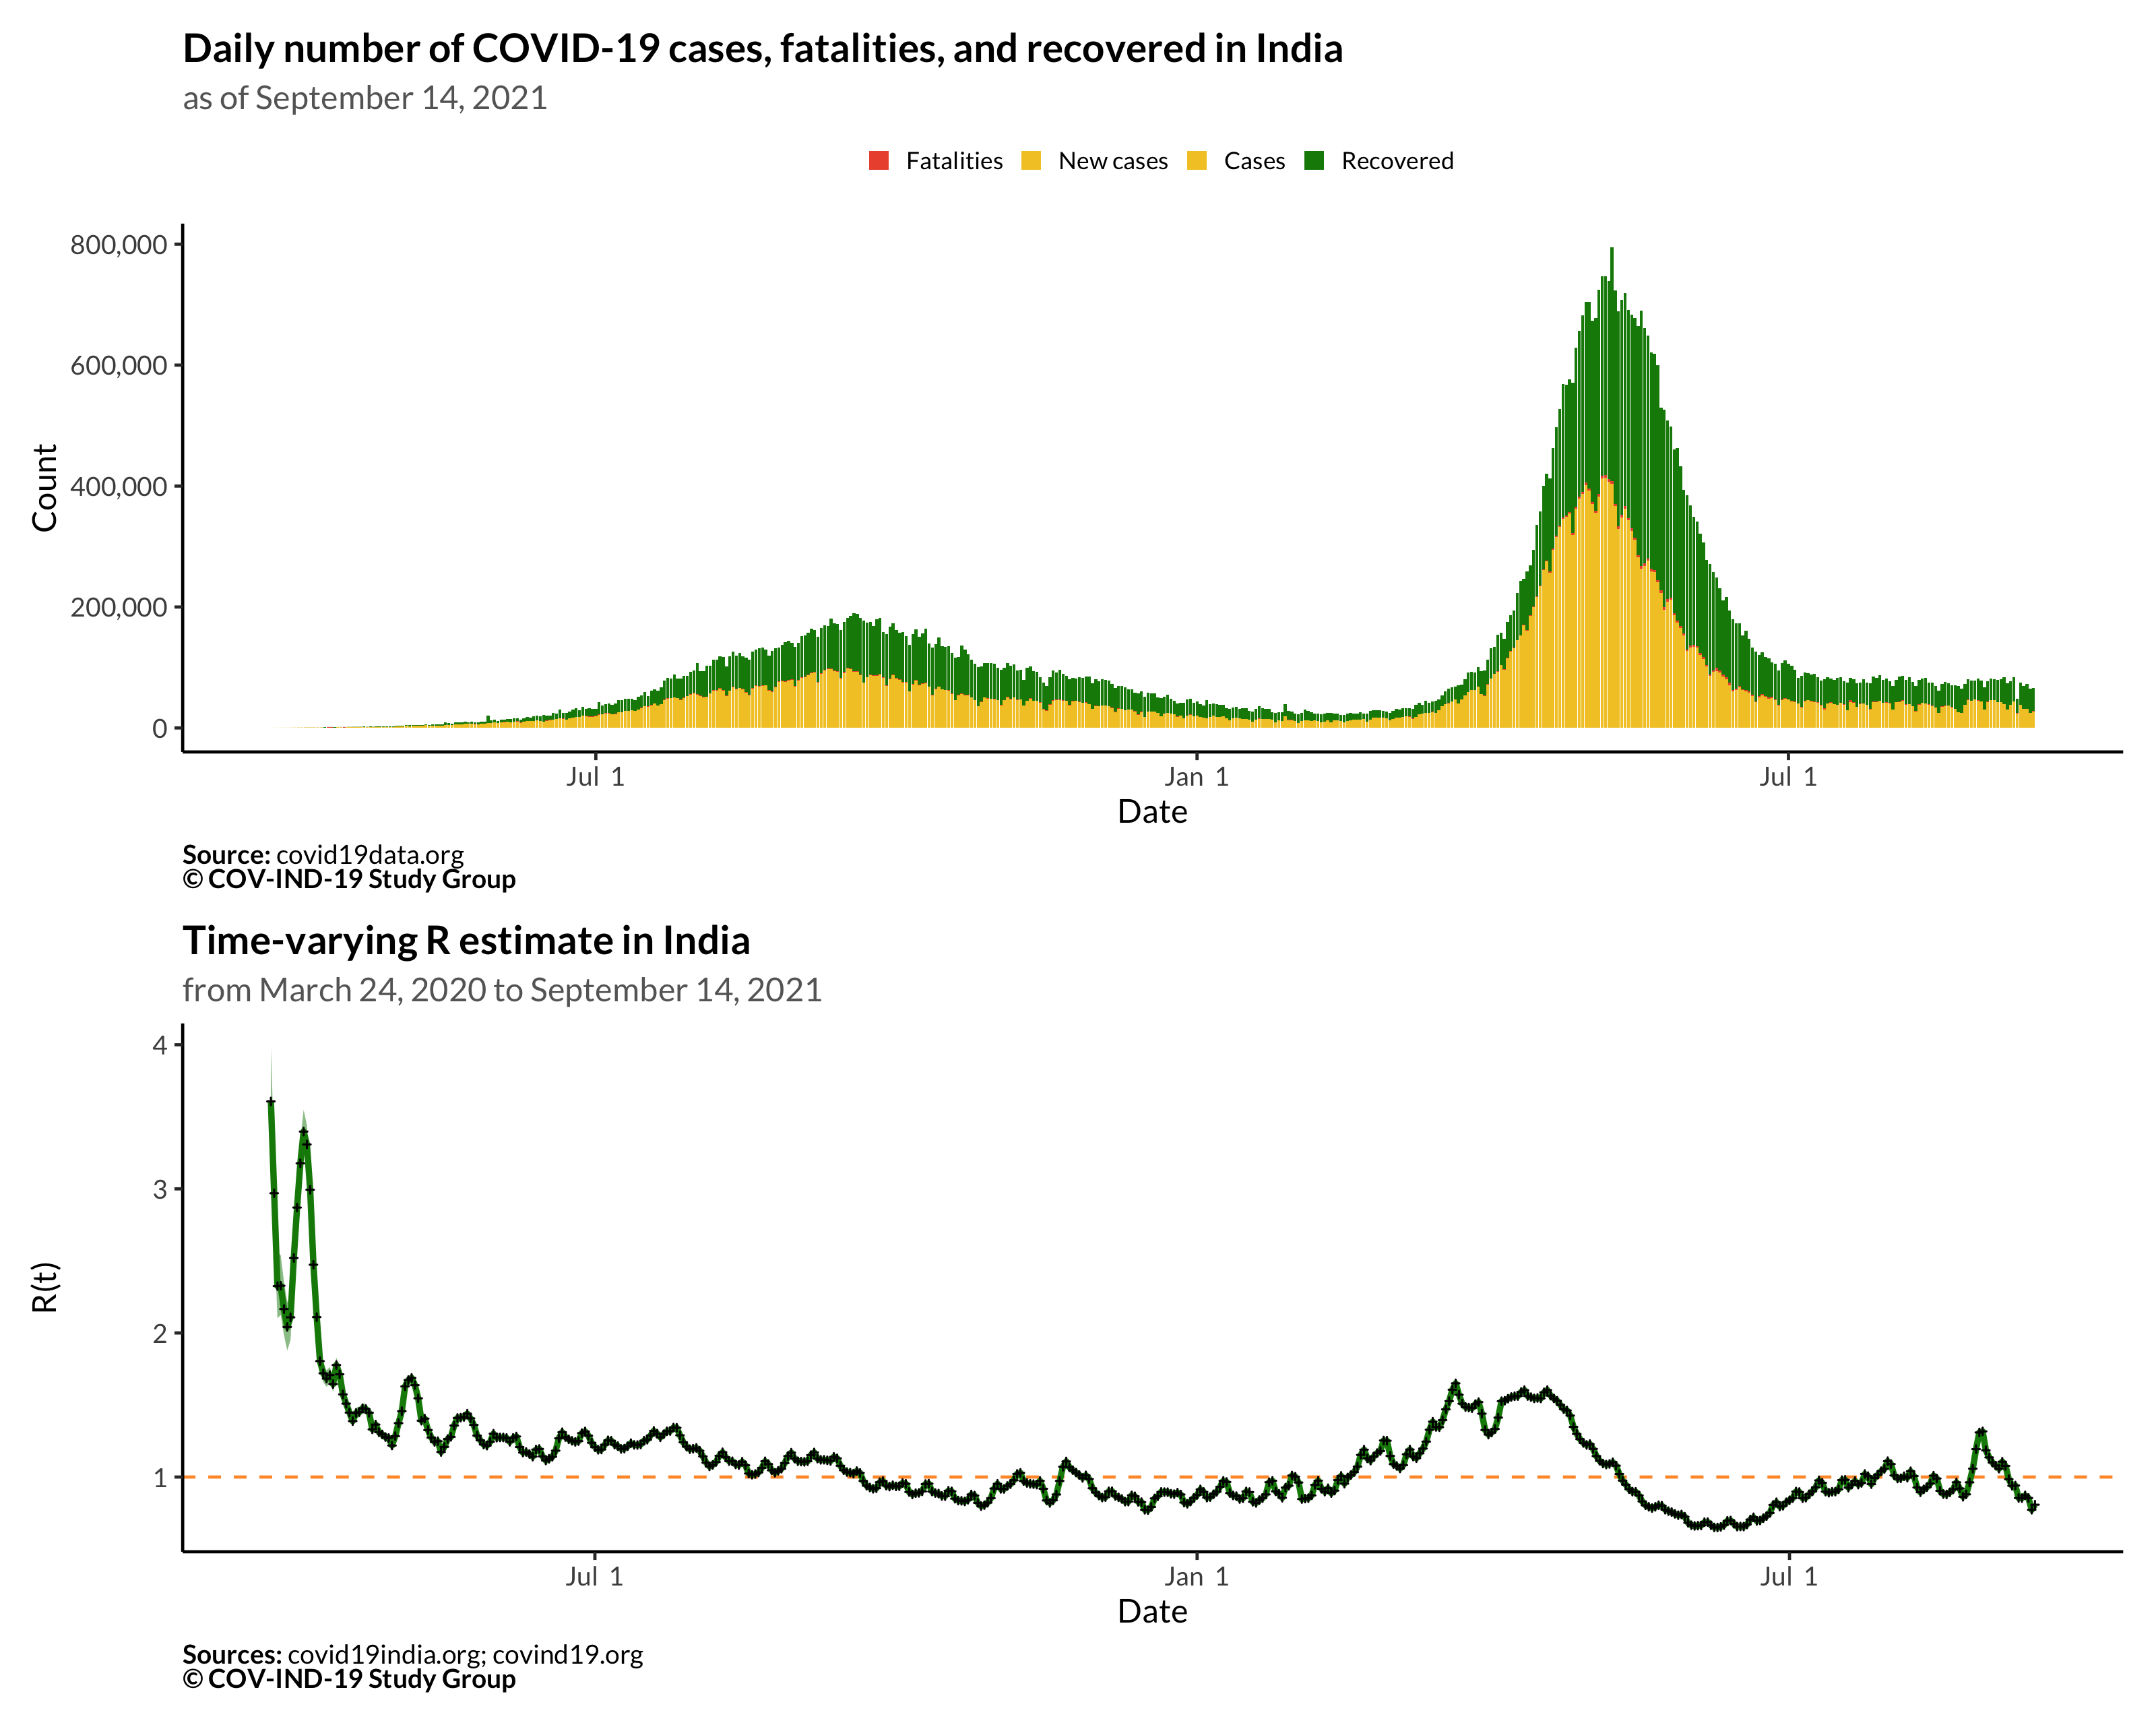 Daily number of COVID-19 cases, fatalities, and recovered in India
as of September 14, 2021
Fatalities New cases Cases Recovered
800,000
600,000
400,000
200,000
0
Count
Jul 1 Jan 1 Jul 1
Date
Source: covid19data.org
© COV-IND-19 Study Group
Time-varying R estimate in India
from March 24, 2020 to September 14, 2021
4
3
2
1
R(t)
Jul 1 Jan 1 Jul 1
Date
Sources: covid19india.org; covind19.org
© COV-IND-19 Study Group